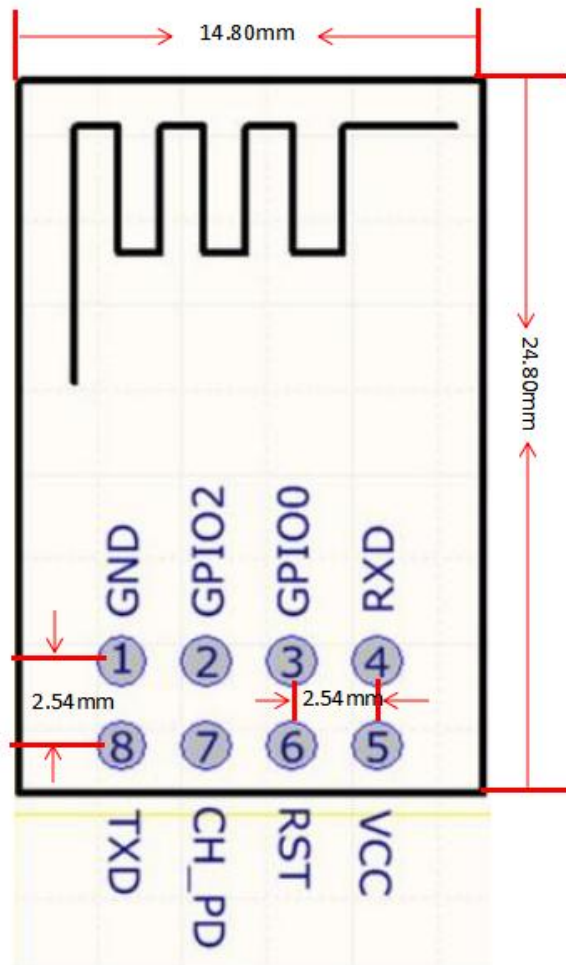 14.80mm
24.80mm
GND
GPIO2
GPIO0
RXD
1 2 3 4
2.54mm
2.54mm
8 7 6 5
TXD
CH_PD
RST
VCC